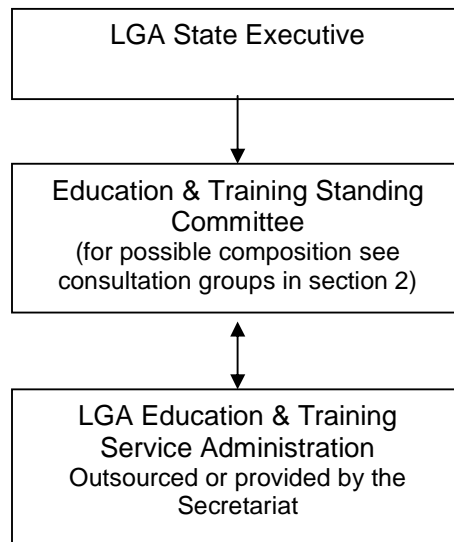 LGA State Executive
Education & Training Standing
Committee
(for possible composition see
consultation groups in section 2)
LGA Education & Training
Service Administration
Outsourced or provided by the
Secretariat